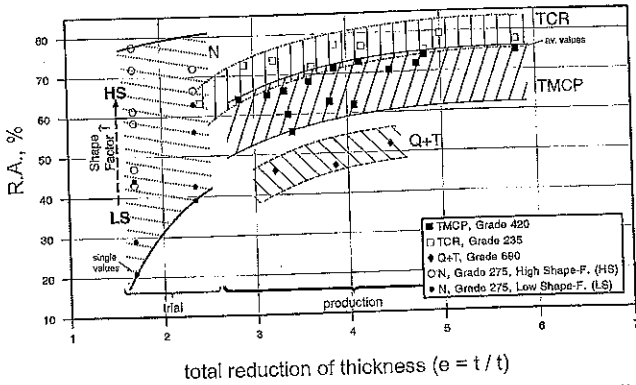 80
70
60
50
40
30
20
10
R.A., %
N
TCR
av. values
TMCP
HS
Shape
Factor ↑
LS
Q+T
single
values
■ TMCP, Grade 420
□ TCR, Grade 235
♦ Q+T, Grade 690
○ N, Grade 275, High Shape-F. (HS)
● N, Grade 275, Low Shape-F. (LS)
trial
production
1
2
3
4
5
6
7
total reduction of thickness (e = t / t)